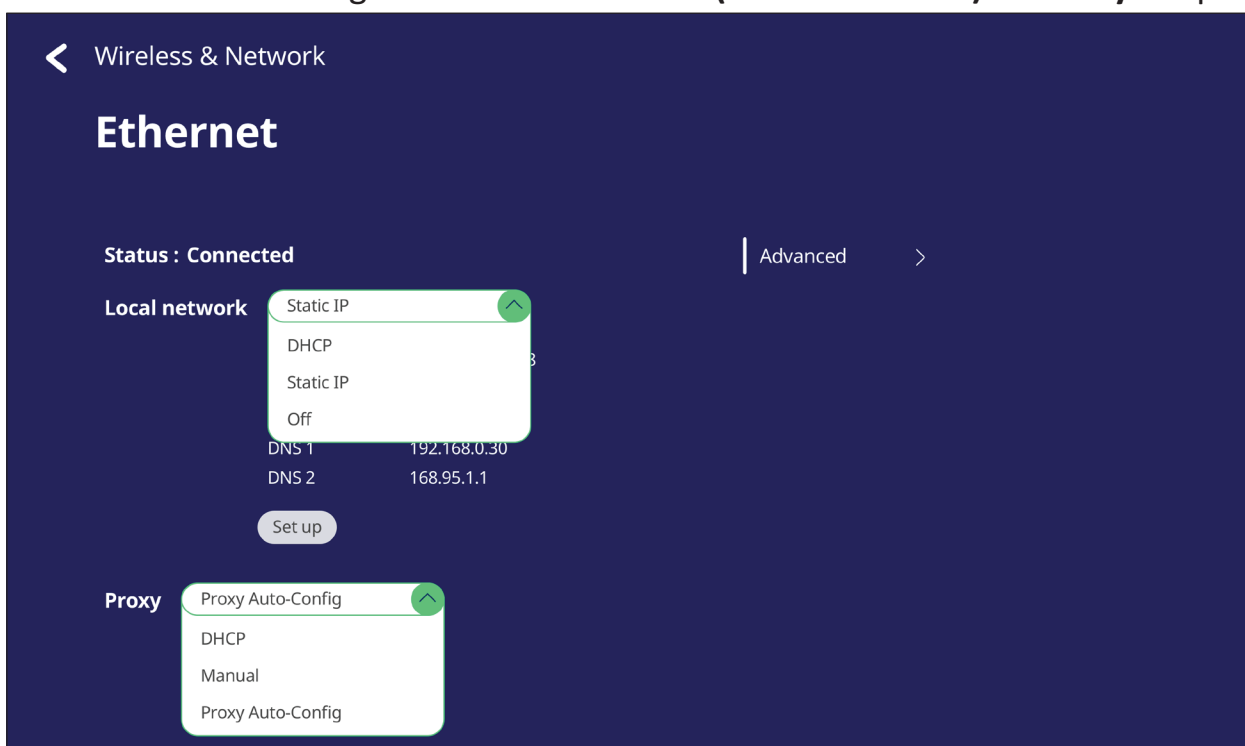 Wireless & Network
Ethernet
Status : Connected
Advanced
Local network Static IP
DHCP
Static IP
Off
DNS 1 192.168.0.30
DNS 2 168.95.1.1
Set up
Proxy Proxy Auto-Config
DHCP
Manual
Proxy Auto-Config